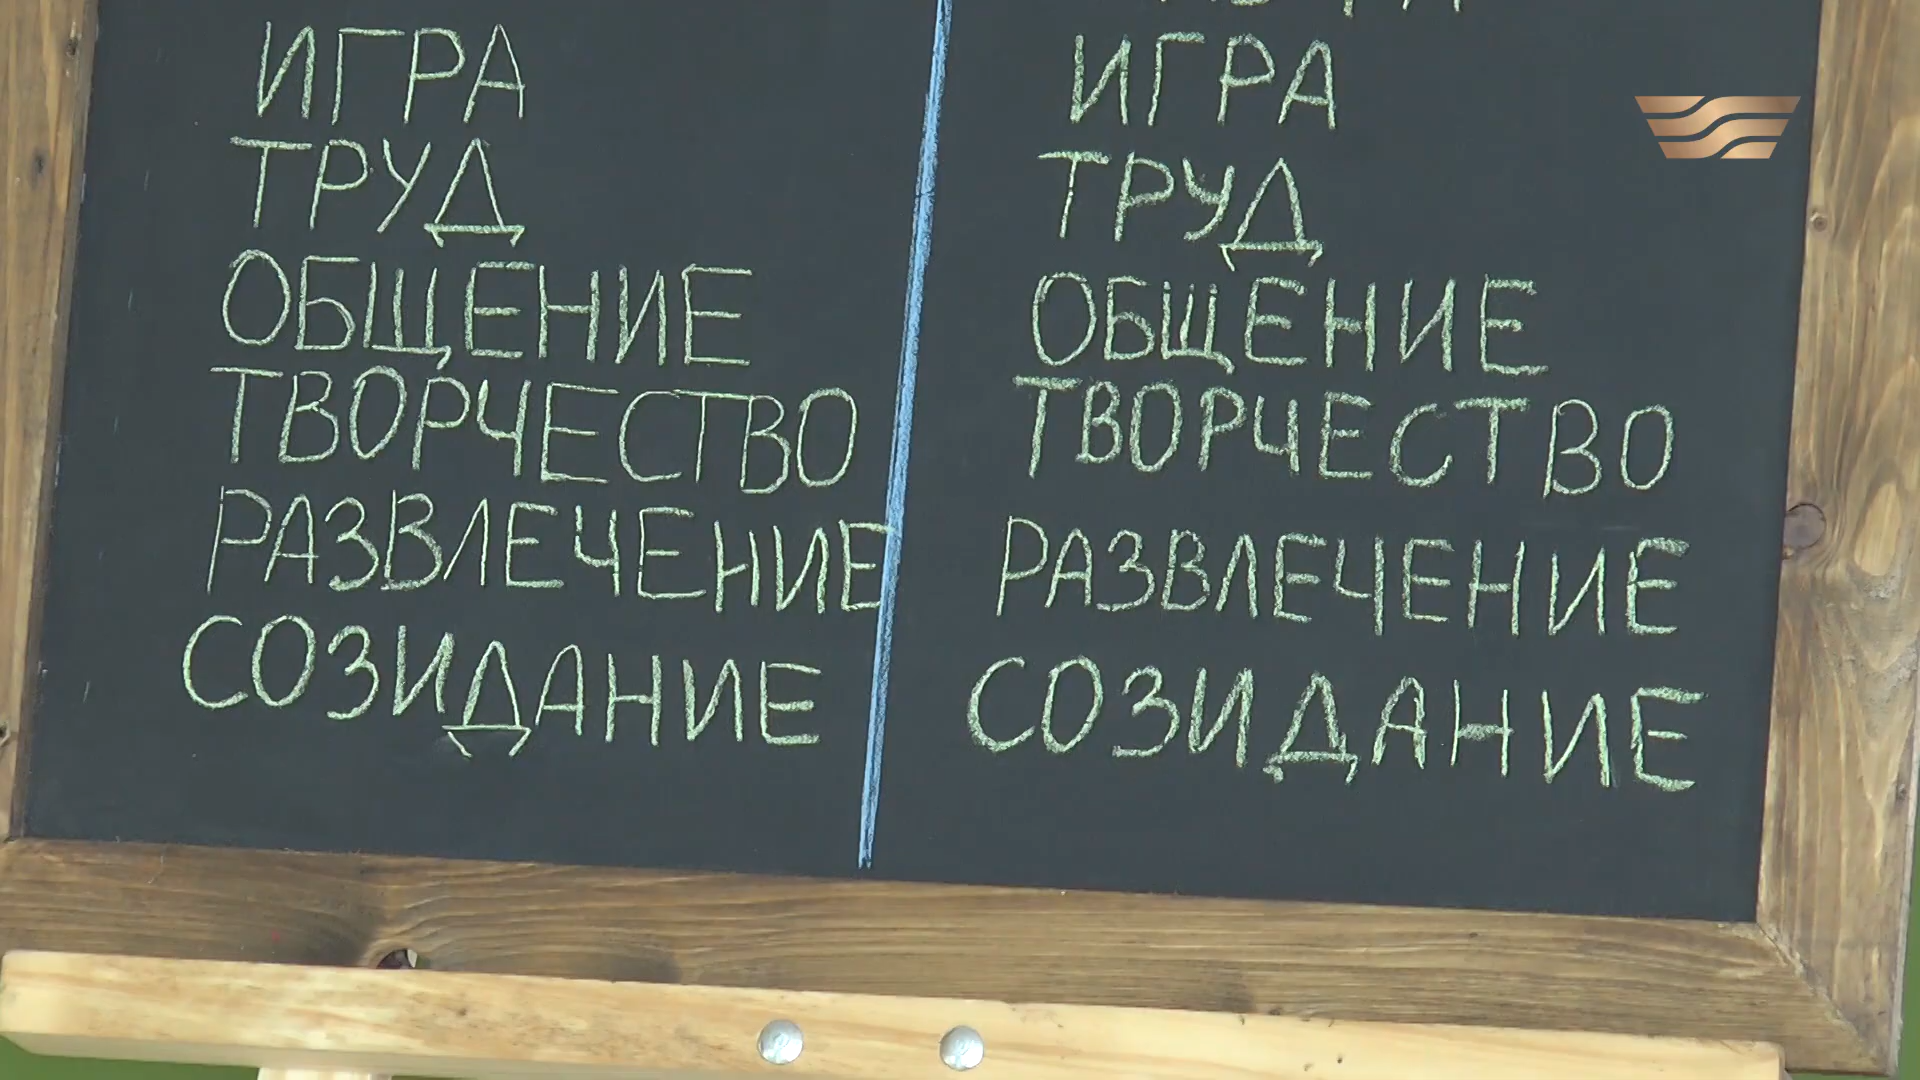 ИГРА
ТРУД
ОБЩЕНИЕ
ТВОРЧЕСТВО
РАЗВЛЕЧЕНИЕ
СОЗИДАНИЕ
ИГРА
ТРУД
ОБЩЕНИЕ
ТВОРЧЕСТВО
РАЗВЛЕЧЕНИЕ
СОЗИДАНИЕ